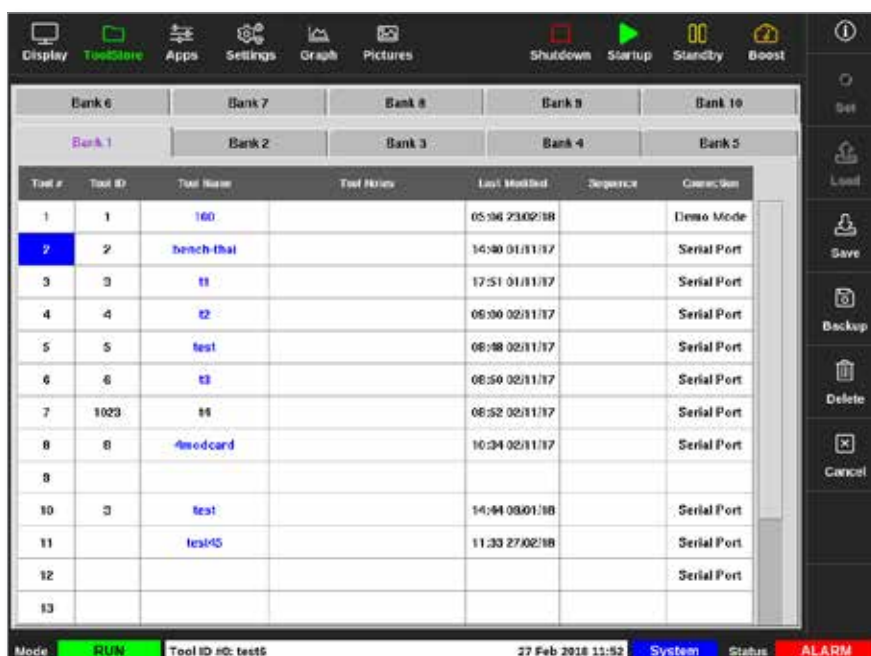 Display ToolStore Apps Settings Graph Pictures Shutdown Startup Standby Boost
Set
Load
Save
Backup
Delete
Cancel
Bank 6 Bank 7 Bank 8 Bank 9 Bank 10
Bank 1 Bank 2 Bank 3 Bank 4 Bank 5
Tool # Tool ID Tool Name Tool Notes Last Modified Sequence Connection
1 1 160 05:06 23/02/18 Demo Mode
2 2 bench-thai 14:40 01/11/17 Serial Port
3 3 t1 17:51 01/11/17 Serial Port
4 4 t2 08:00 02/11/17 Serial Port
5 5 test 08:48 02/11/17 Serial Port
6 6 t3 08:50 02/11/17 Serial Port
7 1023 t4 08:52 02/11/17 Serial Port
8 8 4modcard 10:34 02/11/17 Serial Port
9
10 3 test 14:44 Serial Port
11 test45 11:33 27/02/18 Serial Port
12 Serial Port
13
Mode RUN Tool ID #0: test6 27 Feb 2018 11:52 System Status ALARM